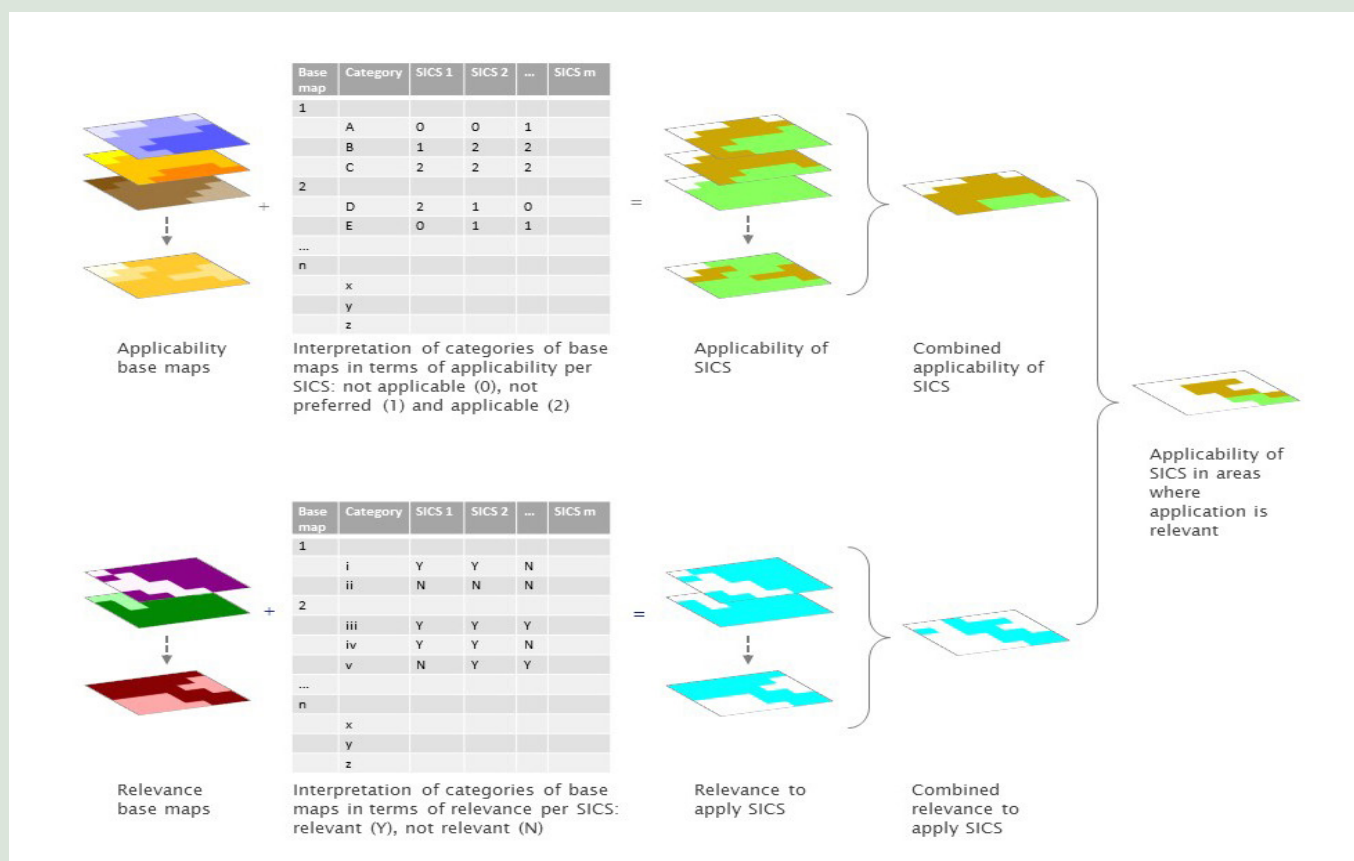 Base map Category SICS 1 SICS 2 ... SICS m
1
A 0 0 1
B 1 2 2
C 2 2 2
2
D 2 1 0
E 0 1 1
...
n
x
y
z
+
=
Applicability
base maps
Interpretation of categories of base
maps in terms of applicability per
SICS: not applicable (0), not
preferred (1) and applicable (2)
Applicability of
SICS
Combined
applicability of
SICS
Applicability of
SICS in areas
where
application is
relevant
Base map Category SICS 1 SICS 2 ... SICS m
1
i Y Y N
ii N N N
2
iii Y Y Y
iv Y Y N
v N Y Y
...
n
x
y
z
+
=
Relevance
base maps
Interpretation of categories of base
maps in terms of relevance per SICS:
relevant (Y), not relevant (N)
Relevance to
apply SICS
Combined
relevance to
apply SICS